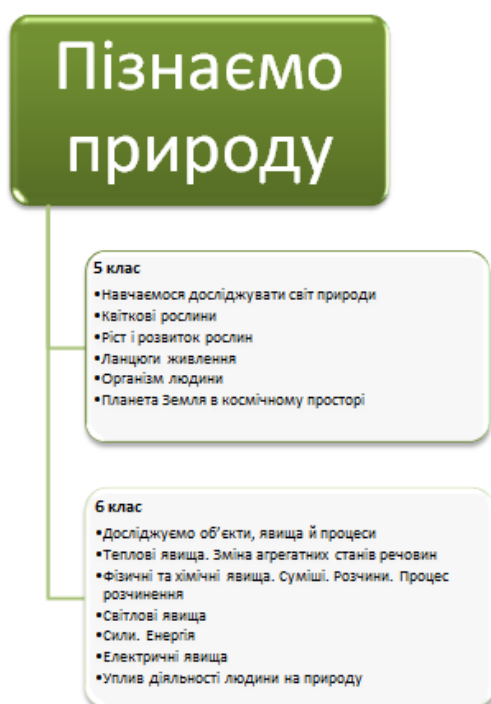 Пізнаємо
природу
5 клас
•Навчаємося досліджувати світ природи
•Квіткові рослини
•Ріст і розвиток рослин
•Ланцюги живлення
•Організм людини
•Планета Земля в космічному просторі
6 клас
•Досліджуємо об’єкти, явища й процеси
•Теплові явища. Зміна агрегатних станів речовин
•Фізичні та хімічні явища. Суміші. Розчини. Процес
розчинення
•Світлові явища
•Сили. Енергія
•Електричні явища
•Уплив діяльності людини на природу